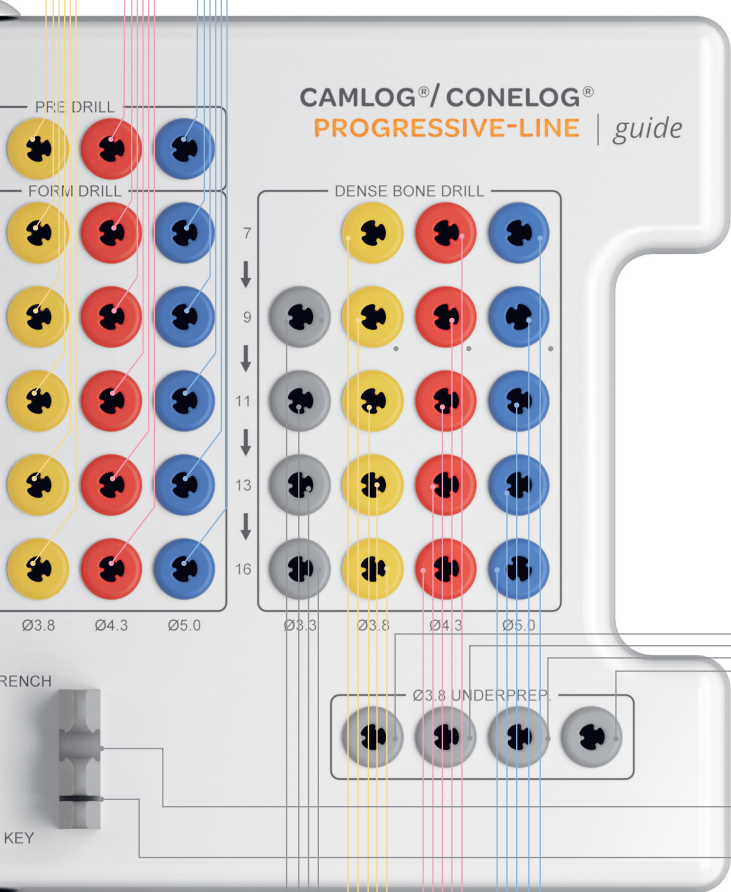 CAMLOG®/ CONELOG®
PROGRESSIVE-LINE | guide
PRE DRILL
FORM DRILL
DENSE BONE DRILL
7
9
11
13
16
Ø3.8 Ø4.3 Ø5.0 Ø3.3 Ø3.8 Ø4.3 Ø5.0
RENCH
Ø3.8 UNDERPREP.
KEY